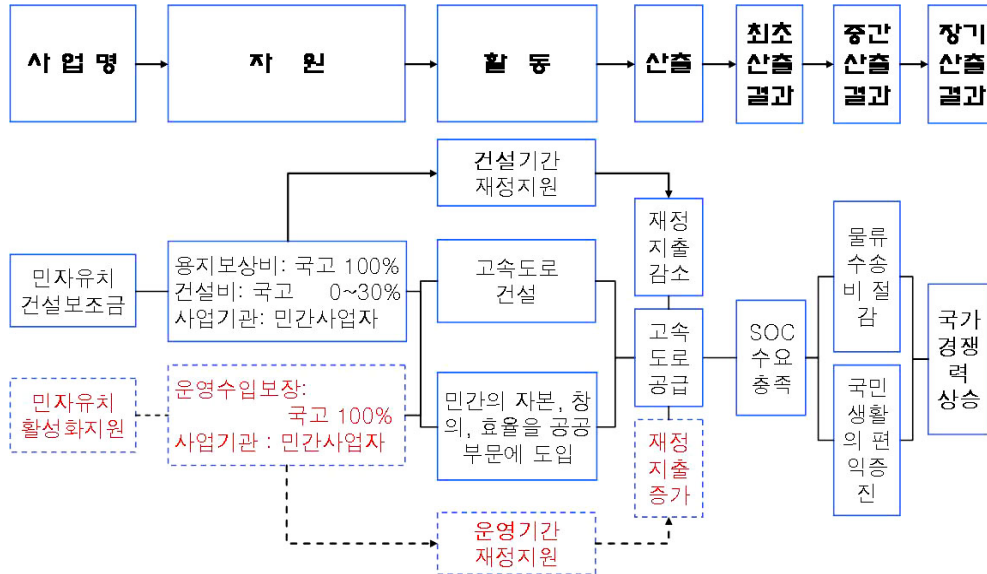 사 업 명
자 원
활 동
산출
최초
산출
결과
중간
산출
결과
장기
산출
결과
건설기간
재정지원
민자유치
건설보조금
용지보상비: 국고 100%
건설비: 국고 0~30%
사업기관: 민간사업자
고속도로
건설
재정
지출
감소
고속
도로
공급
SOC
수요
충족
물류
수송
비 절
감
국가
경쟁
력
상승
민자유치
활성화지원
운영수입보장:
국고 100%
사업기관 : 민간사업자
민간의 자본, 창
의, 효율을 공공
부문에 도입
재정
지출
증가
국민
생활
의 편
익증
진
운영기간
재정지원